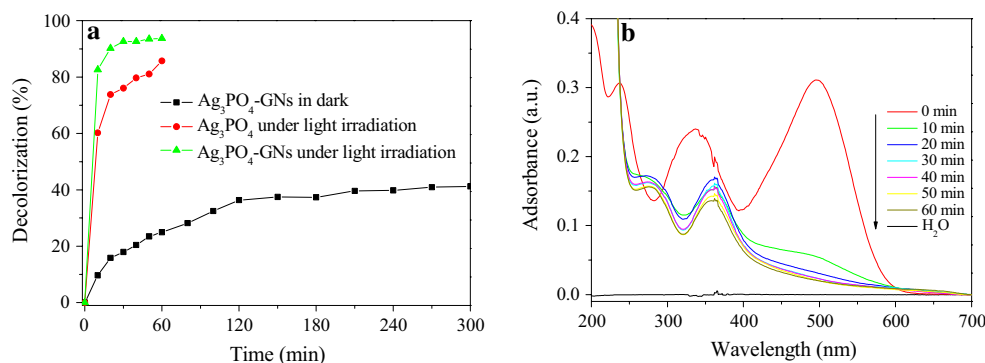 a
100
80
60
40
20
0
Decolorization (%)
Ag3PO4-GNs in dark
Ag3PO4 under light irradiation
Ag3PO4-GNs under light irradiation
0 60 120 180 240 300
Time (min)
b
0.4
0.3
0.2
0.1
0.0
Adsorbance (a.u.)
0 min
10 min
20 min
30 min
40 min
50 min
60 min
H2O
200 300 400 500 600 700
Wavelength (nm)